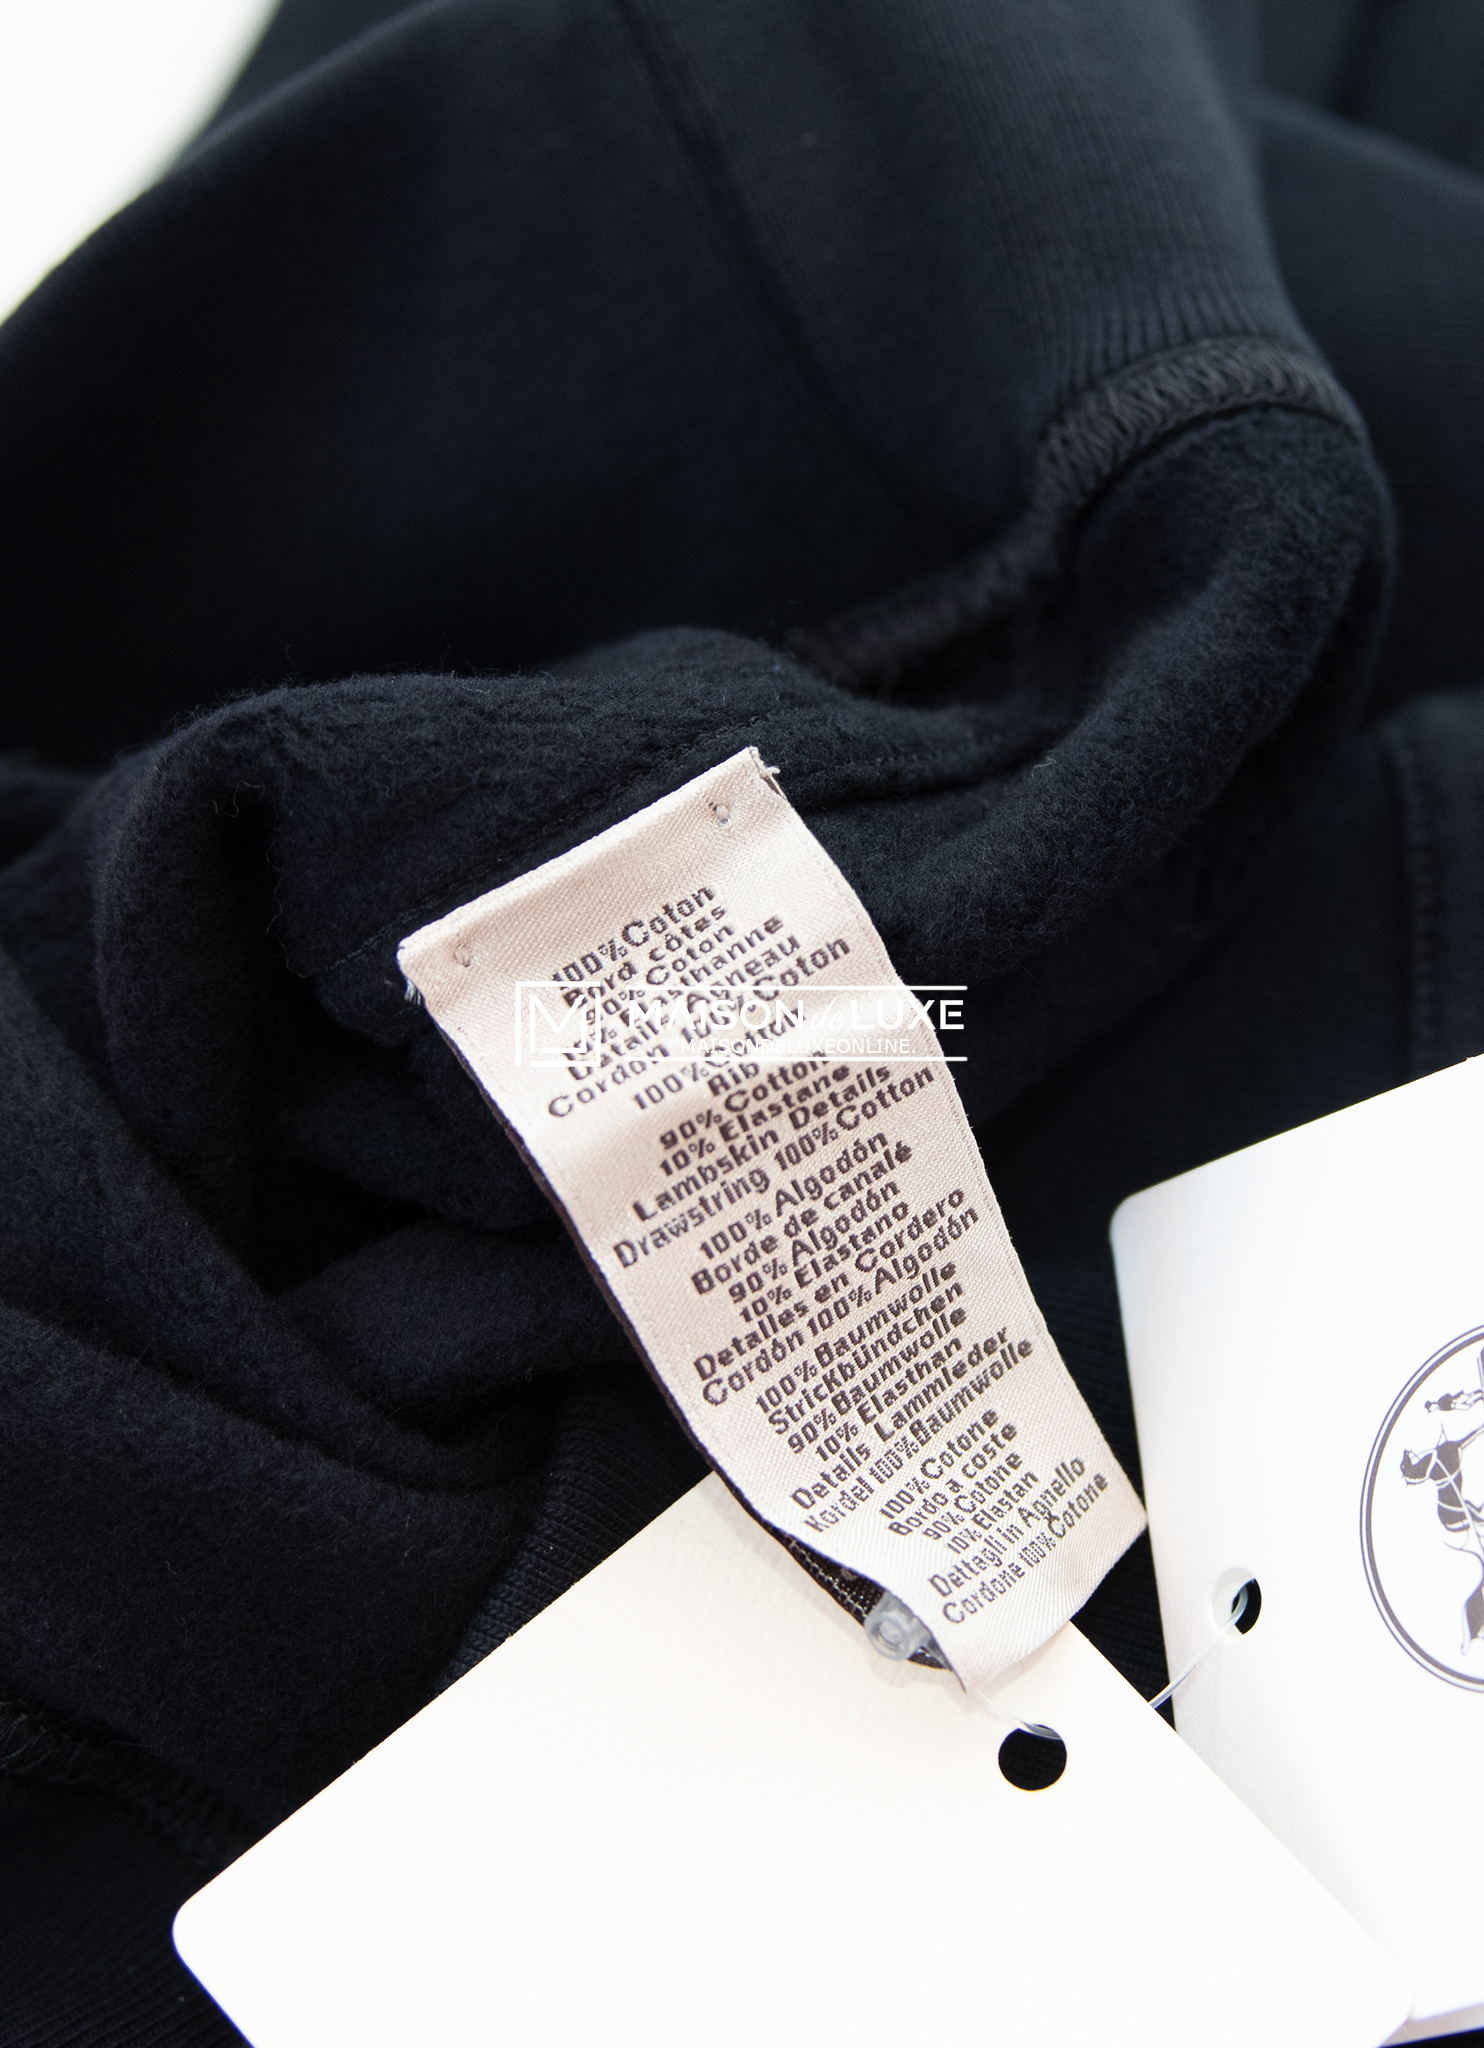 100% Coton
Bord côtes
90% Coton
10% Elasthanne
Détails Agneau
Cordon 100% Coton
100% Cotton
Rib
90% Cotton
10% Elastane
Lambskin Details
Drawstring 100% Cotton
100% Algodón
Borde de canalé
90% Algodón
10% Elastano
Detalles en Cordero
Cordón 100% Algodón
100% Baumwolle
Strickbündchen
90% Baumwolle
10% Elasthan
Details Lammleder
Kordel 100% Baumwolle
100% Cotone
Bordo a coste
90% Cotone
10% Elastan
Dettagli in Agnello
Cordone 100% Cotone
MAISON de LUXE
MAISONDELUXEONLINE.